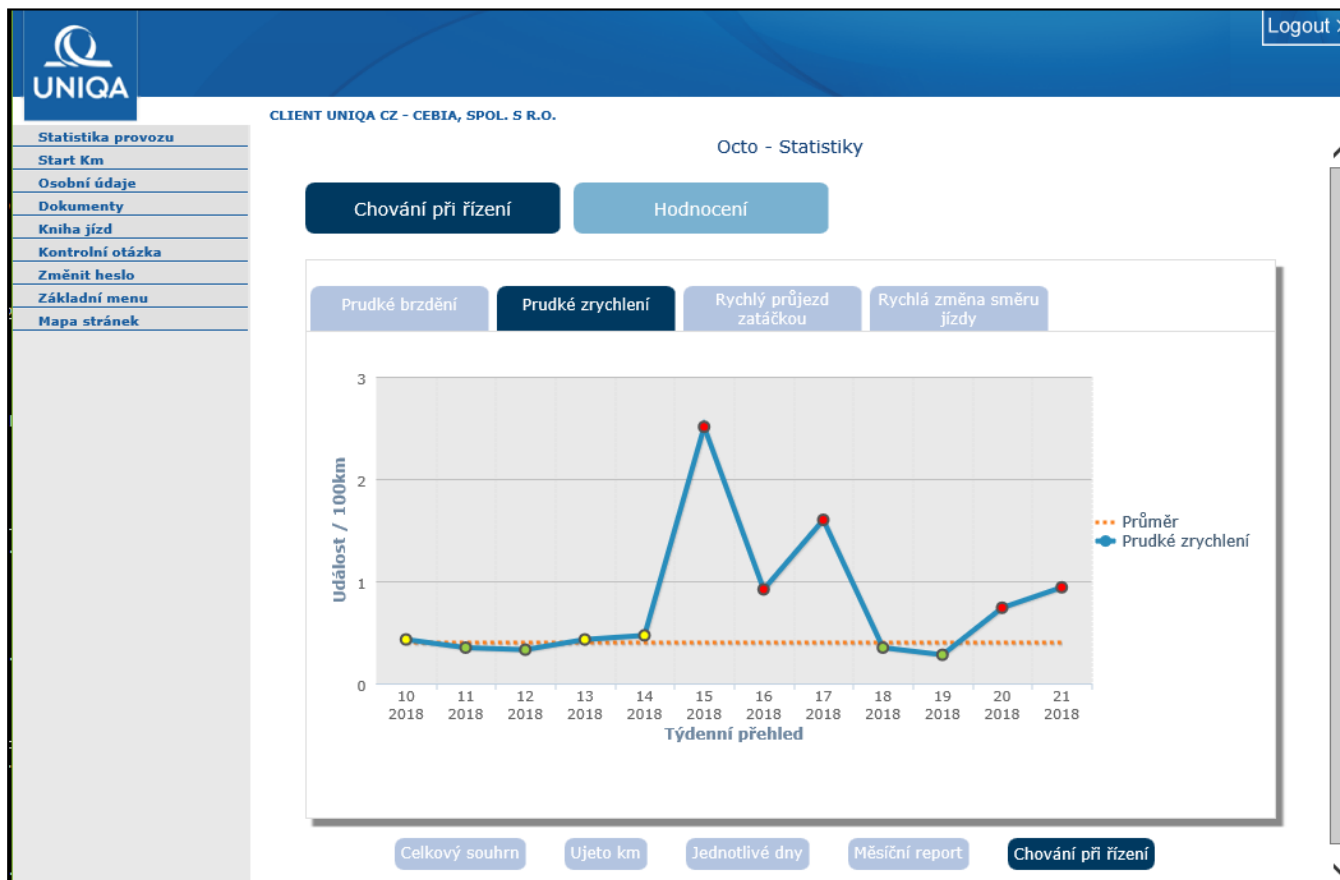 Logout
UNIQA
CLIENT UNIQA CZ - CEBIA, SPOL. S R.O.
Statistika provozu
Start Km
Osobní údaje
Dokumenty
Kniha jízd
Kontrolní otázka
Změnit heslo
Základní menu
Mapa stránek
Octo - Statistiky
Chování při řízení
Hodnocení
Prudké brzdění
Prudké zrychlení
Rychlý průjezd
zatáčkou
Rychlá změna směru
jízdy
3
2
1
0
Událost / 100km
10 11 12 13 14 15 16 17 18 19 20 21
2018 2018 2018 2018 2018 2018 2018 2018 2018 2018 2018 2018
Týdenní přehled
Průměr
Prudké zrychlení
Celkový souhrn
Ujeto km
Jednotlivé dny
Měsíční report
Chování při řízení